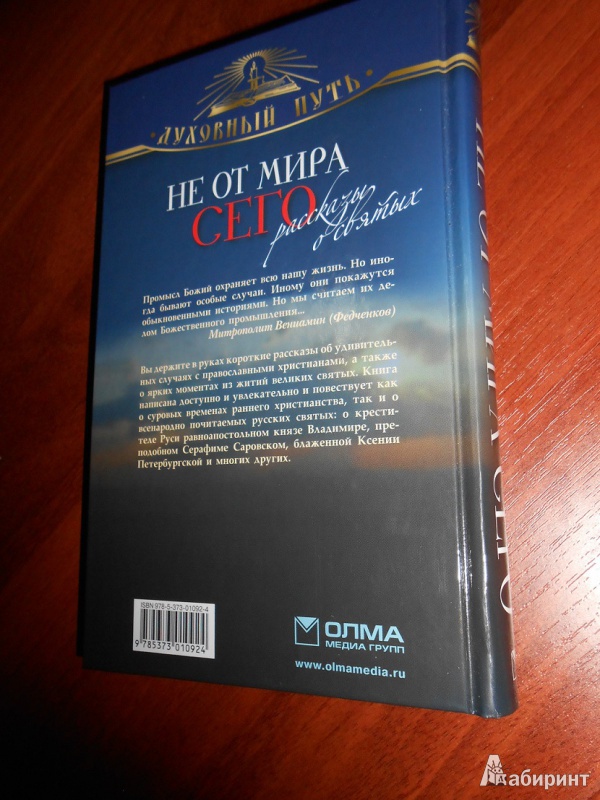 ·ДУХОВНЫЙ ПУТЬ·
НЕ ОТ МИРА
СЕГО
рассказы
о святых
Промысл Божий охраняет всю нашу жизнь. Но ино-
гда бывают особые случаи. Иному они покажутся
обыкновенными историями. Но мы считаем их де-
лом Божественного промышления...
Митрополит Вениамин (Федченков)
Вы держите в руках короткие рассказы об удивитель-
ных случаях с православными христианами, а также
о ярких моментах из житий великих святых. Книга
написана доступно и увлекательно и повествует как
о суровых временах раннего христианства, так и о
всенародно почитаемых русских святых: о крести-
теле Руси равноапостольном князе Владимире, пре-
подобном Серафиме Саровском, блаженной Ксении
Петербургской и многих других.
ISBN 978-5-373-01092-4
9 785373 010924
ОЛМА
МЕДИА ГРУПП
www.olmamedia.ru
НЕ ОТ МИРА СЕГО
Лабиринт